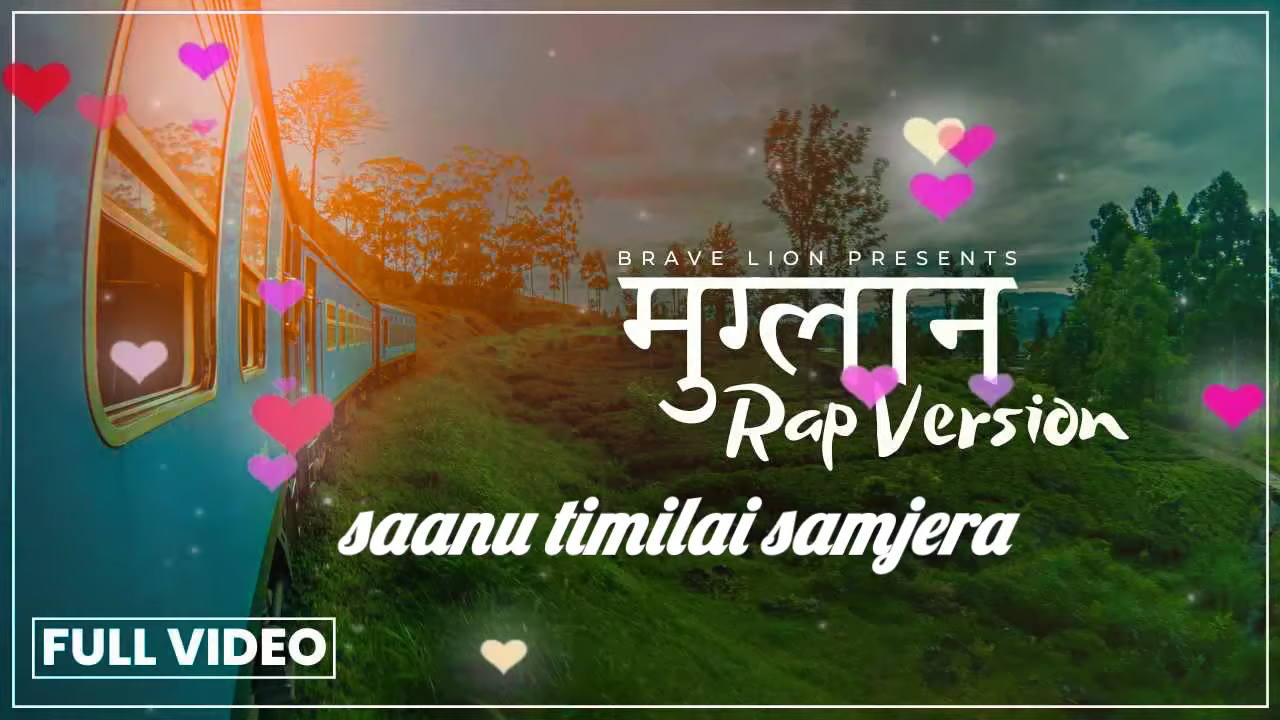 BRAVE LION PRESENTS
मुग्लान
Rap Version
saanu timilai samjera
FULL VIDEO